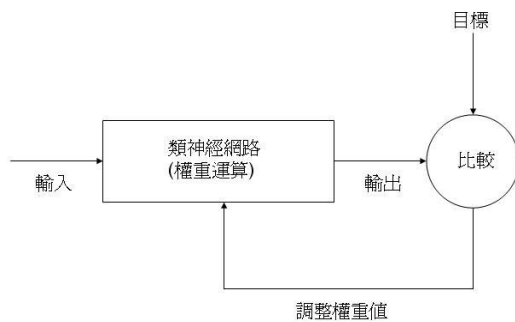 目標
類神經網路
(權重運算)
比較
輸入
輸出
調整權重值